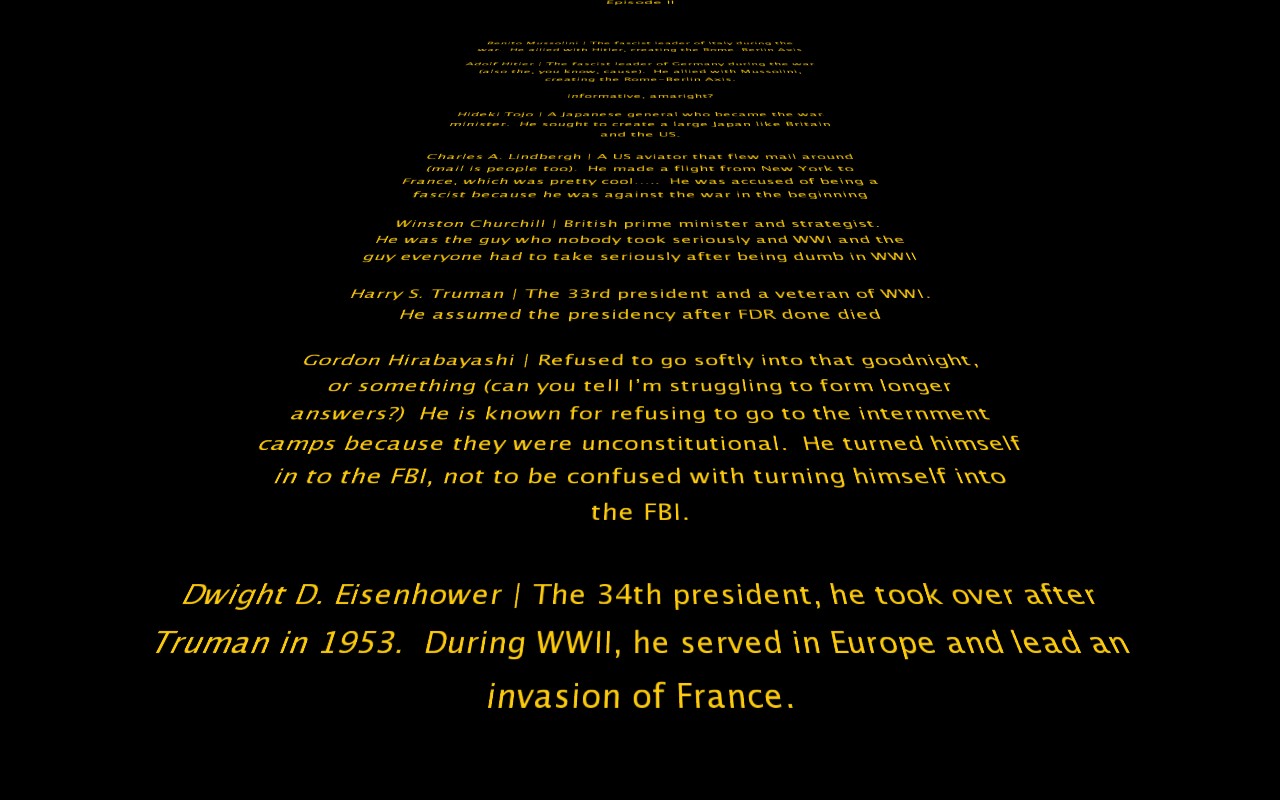 Episode II
Benito Mussolini | The fascist leader of Italy during the
war.  He allied with Hitler, creating the Rome-Berlin Axis
Adolf Hitler | The fascist leader of Germany during the war
(also the, you know, cause).  He allied with Mussolini,
creating the Rome-Berlin Axis.
informative, amaright?
Hideki Tojo | A Japanese general who became the war
minister.  He sought to create a large Japan like Britain
and the US.
Charles A. Lindbergh | A US aviator that flew mail around
(mail is people too).  He made a flight from New York to
France, which was pretty cool.....  He was accused of being a
fascist because he was against the war in the beginning
Winston Churchill | British prime minister and strategist.
He was the guy who nobody took seriously and WWI and the
guy everyone had to take seriously after being dumb in WWII
Harry S. Truman | The 33rd president and a veteran of WWI.
He assumed the presidency after FDR done died
Gordon Hirabayashi | Refused to go softly into that goodnight,
or something (can you tell I'm struggling to form longer
answers?)  He is known for refusing to go to the internment
camps because they were unconstitutional.  He turned himself
in to the FBI, not to be confused with turning himself into
the FBI.
Dwight D. Eisenhower | The 34th president, he took over after
Truman in 1953.  During WWII, he served in Europe and lead an
invasion of France.